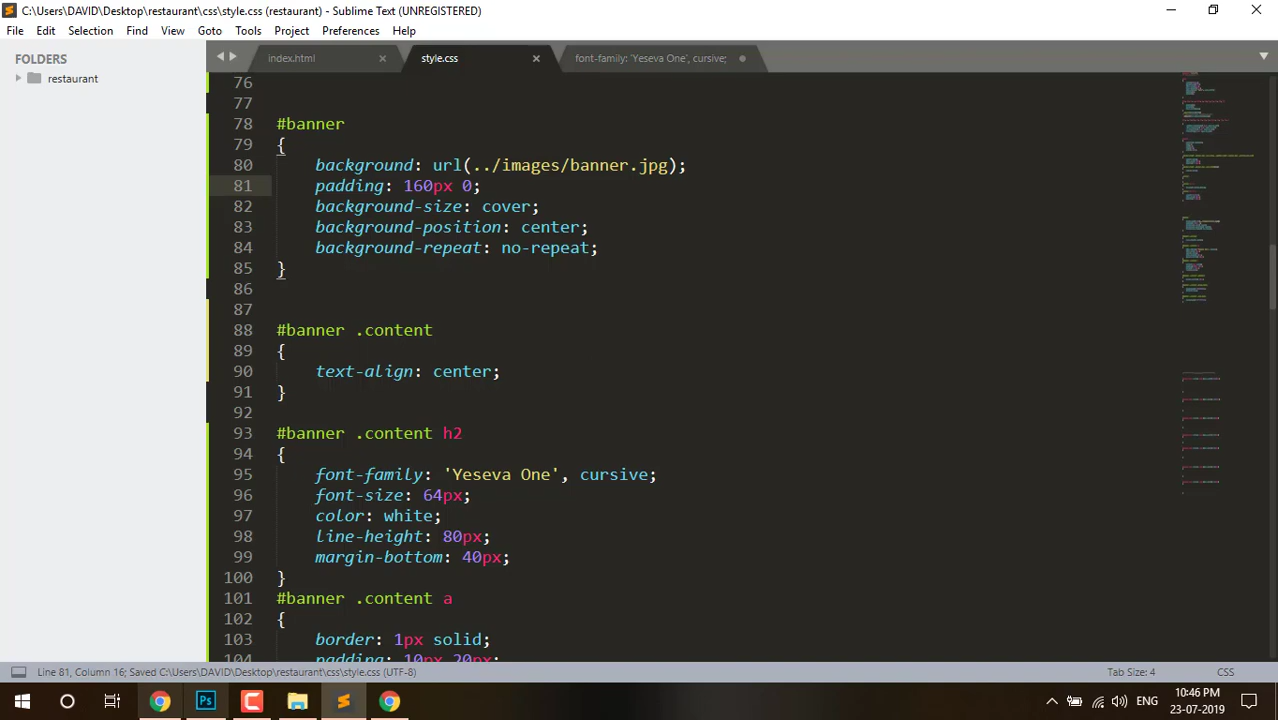 C:\Users\DAVID\Desktop\restaurant\css\style.css (restaurant) - Sublime Text (UNREGISTERED)
File Edit Selection Find View Goto Tools Project Preferences Help
FOLDERS
restaurant
index.html style.css font-family: 'Yeseva One', cursive;
76
77
78 #banner
79 {
80 background: url(../images/banner.jpg);
81 padding: 160px 0;
82 background-size: cover;
83 background-position: center;
84 background-repeat: no-repeat;
85 }
86
87
88 #banner .content
89 {
90 text-align: center;
91 }
92
93 #banner .content h2
94 {
95 font-family: 'Yeseva One', cursive;
96 font-size: 64px;
97 color: white;
98 line-height: 80px;
99 margin-bottom: 40px;
100 }
101 #banner .content a
102 {
103 border: 1px solid;
104 padding: 10px 20px;
Line 81, Column 16; Saved C:\Users\DAVID\Desktop\restaurant\css\style.css (UTF-8) Tab Size: 4 CSS
Ps ENG 10:46 PM
23-07-2019